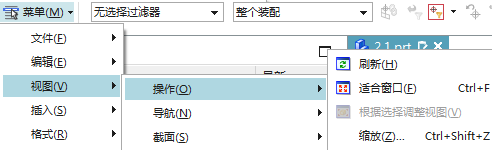 菜单(M) 无选择过滤器 整个装配
文件(F)
编辑(E)
视图(V)
插入(S)
格式(R)
操作(O)
导航(N)
截面(S)
2.1.prt
刷新(H)
适合窗口(F) Ctrl+F
根据选择调整视图(V)
缩放(Z)... Ctrl+Shift+Z